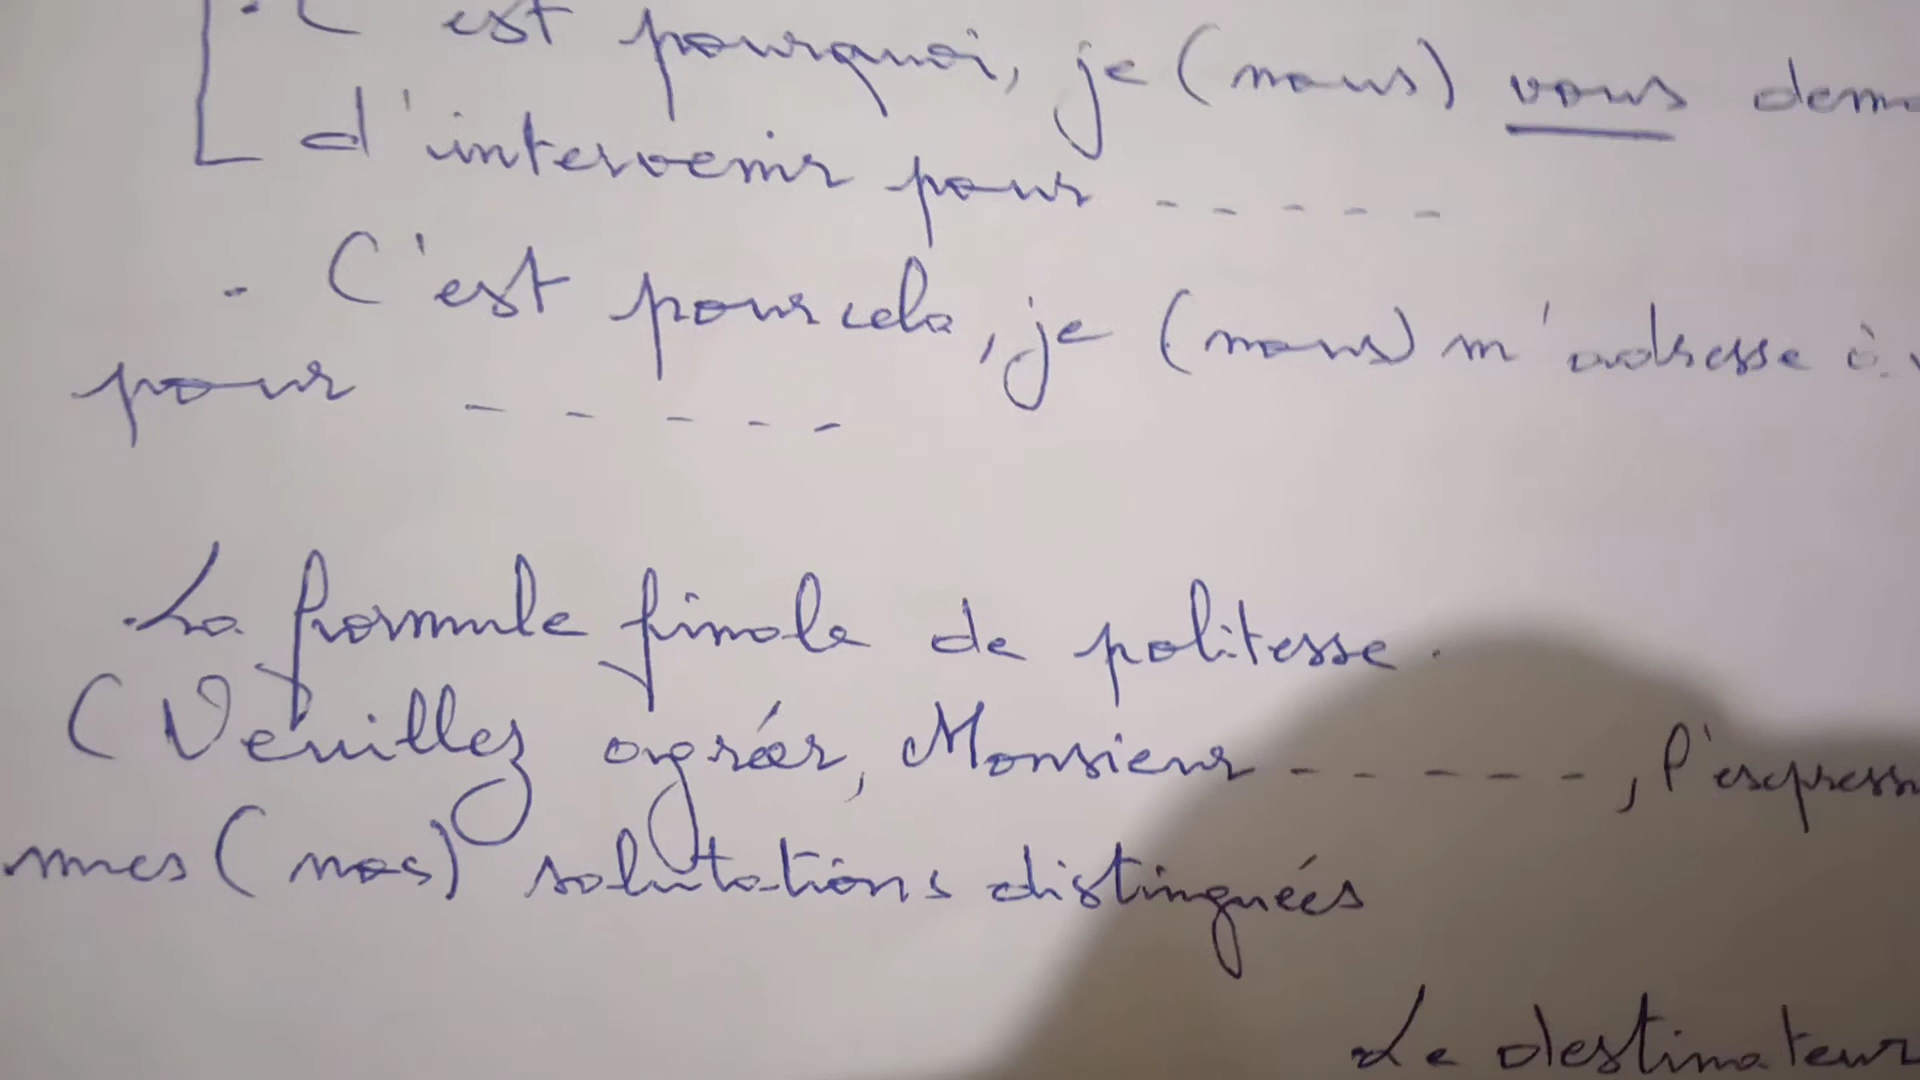 . C'est pourquoi, je (nous) vous dem
d'intervenir pour - - - - -
- C'est pour cela, je (nous) m'adresse à v
pour - - - - -
. La formule finale de politesse.
(Veuillez agréer, Monsieur - - - - -, l'express
mes (nos) salutations distinguées
Le destinateur